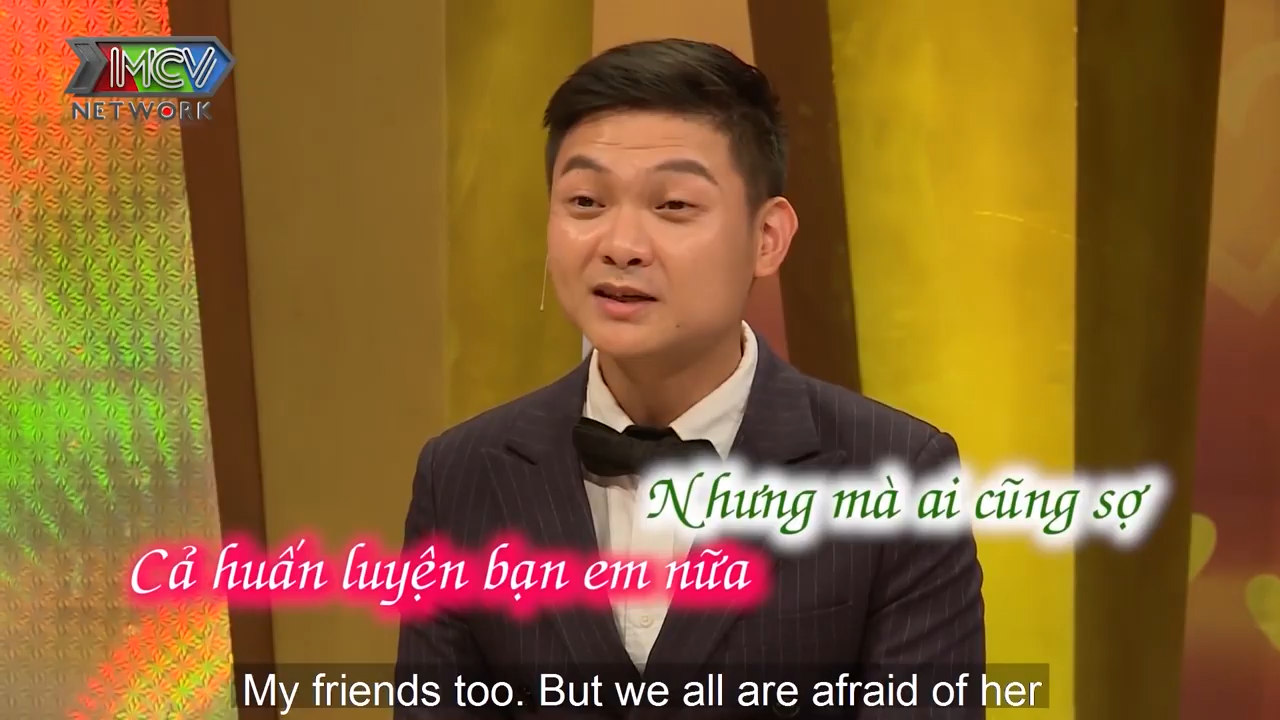 MCV
NETWORK
Nhưng mà ai cũng sợ
Cả huấn luyện bạn em nữa
My friends too. But we all are afraid of her